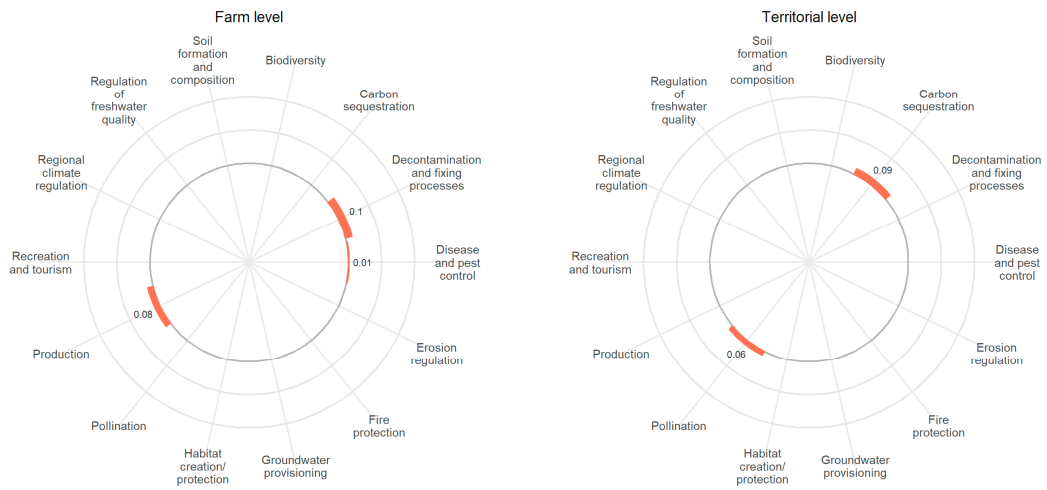 Farm level
Soil
formation
and
composition
Biodiversity
Regulation
of
freshwater
quality
Carbon
sequestration
Regional
climate
regulation
Decontamination
and fixing
processes
0.1
Recreation
and tourism
0.01
Disease
and pest
control
0.08
Production
Erosion
regulation
Pollination
Fire
protection
Habitat
creation/
protection
Groundwater
provisioning
Territorial level
Soil
formation
and
composition
Biodiversity
Regulation
of
freshwater
quality
Carbon
sequestration
0.09
Regional
climate
regulation
Decontamination
and fixing
processes
Recreation
and tourism
Disease
and pest
control
Production
0.06
Erosion
regulation
Pollination
Fire
protection
Habitat
creation/
protection
Groundwater
provisioning